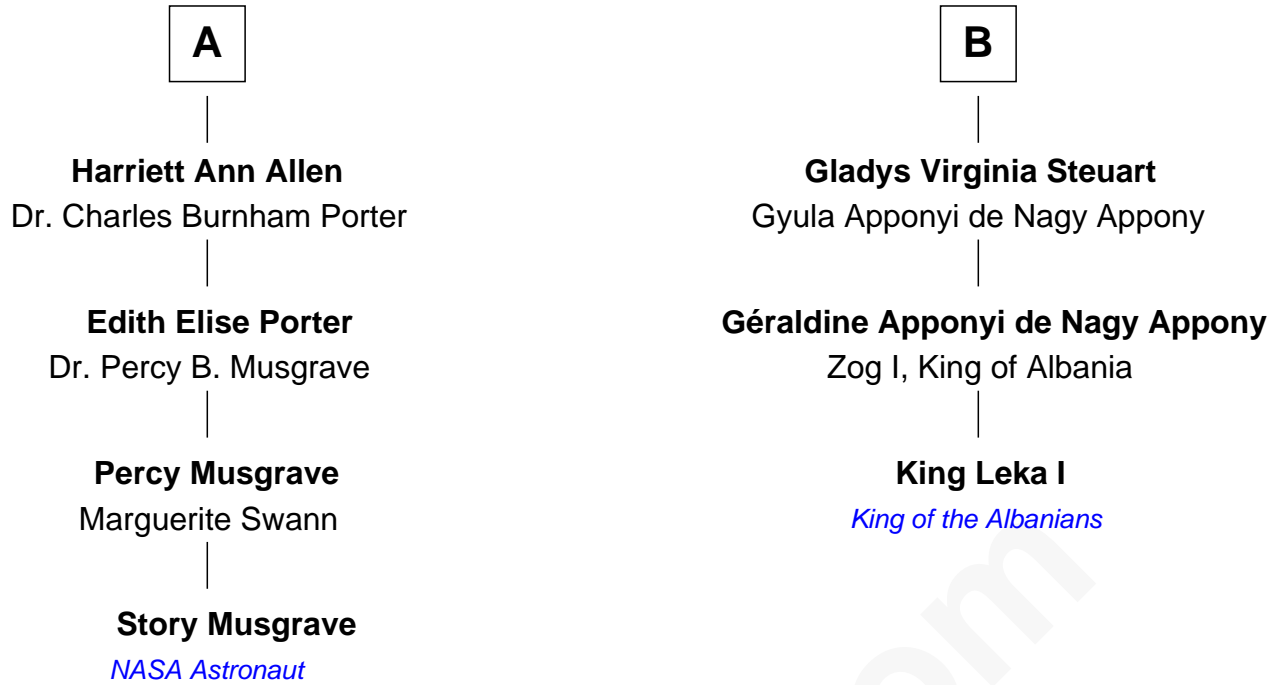 A
Harriett Ann Allen
Dr. Charles Burnham Porter
Edith Elise Porter
Dr. Percy B. Musgrave
Percy Musgrave
Marguerite Swann
Story Musgrave
NASA Astronaut
B
Gladys Virginia Steuart
Gyula Apponyi de Nagy Appony
Géraldine Apponyi de Nagy Appony
Zog I, King of Albania
King Leka I
King of the Albanians
om